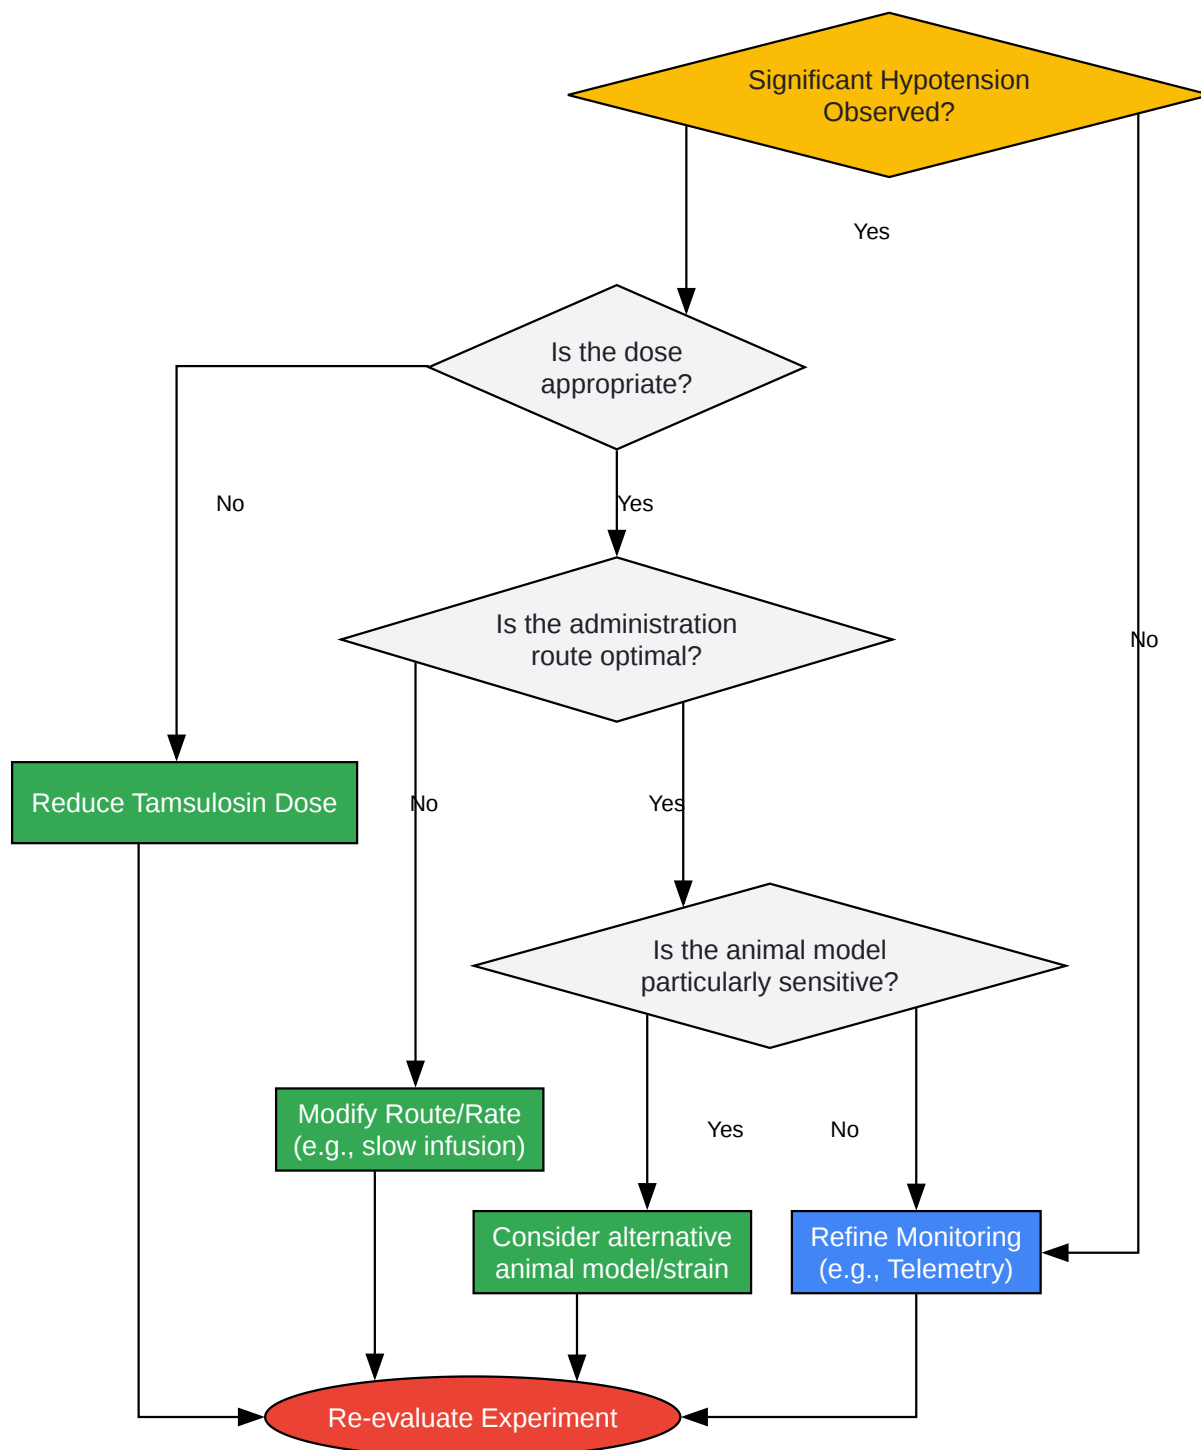 Significant Hypotension
Observed?
Yes
Is the dose
appropriate?
No
Yes
Is the administration
route optimal?
No
Reduce Tamsulosin Dose
No
Yes
Is the animal model
particularly sensitive?
Modify Route/Rate
(e.g., slow infusion)
Yes
No
Consider alternative
animal model/strain
Refine Monitoring
(e.g., Telemetry)
Re-evaluate Experiment